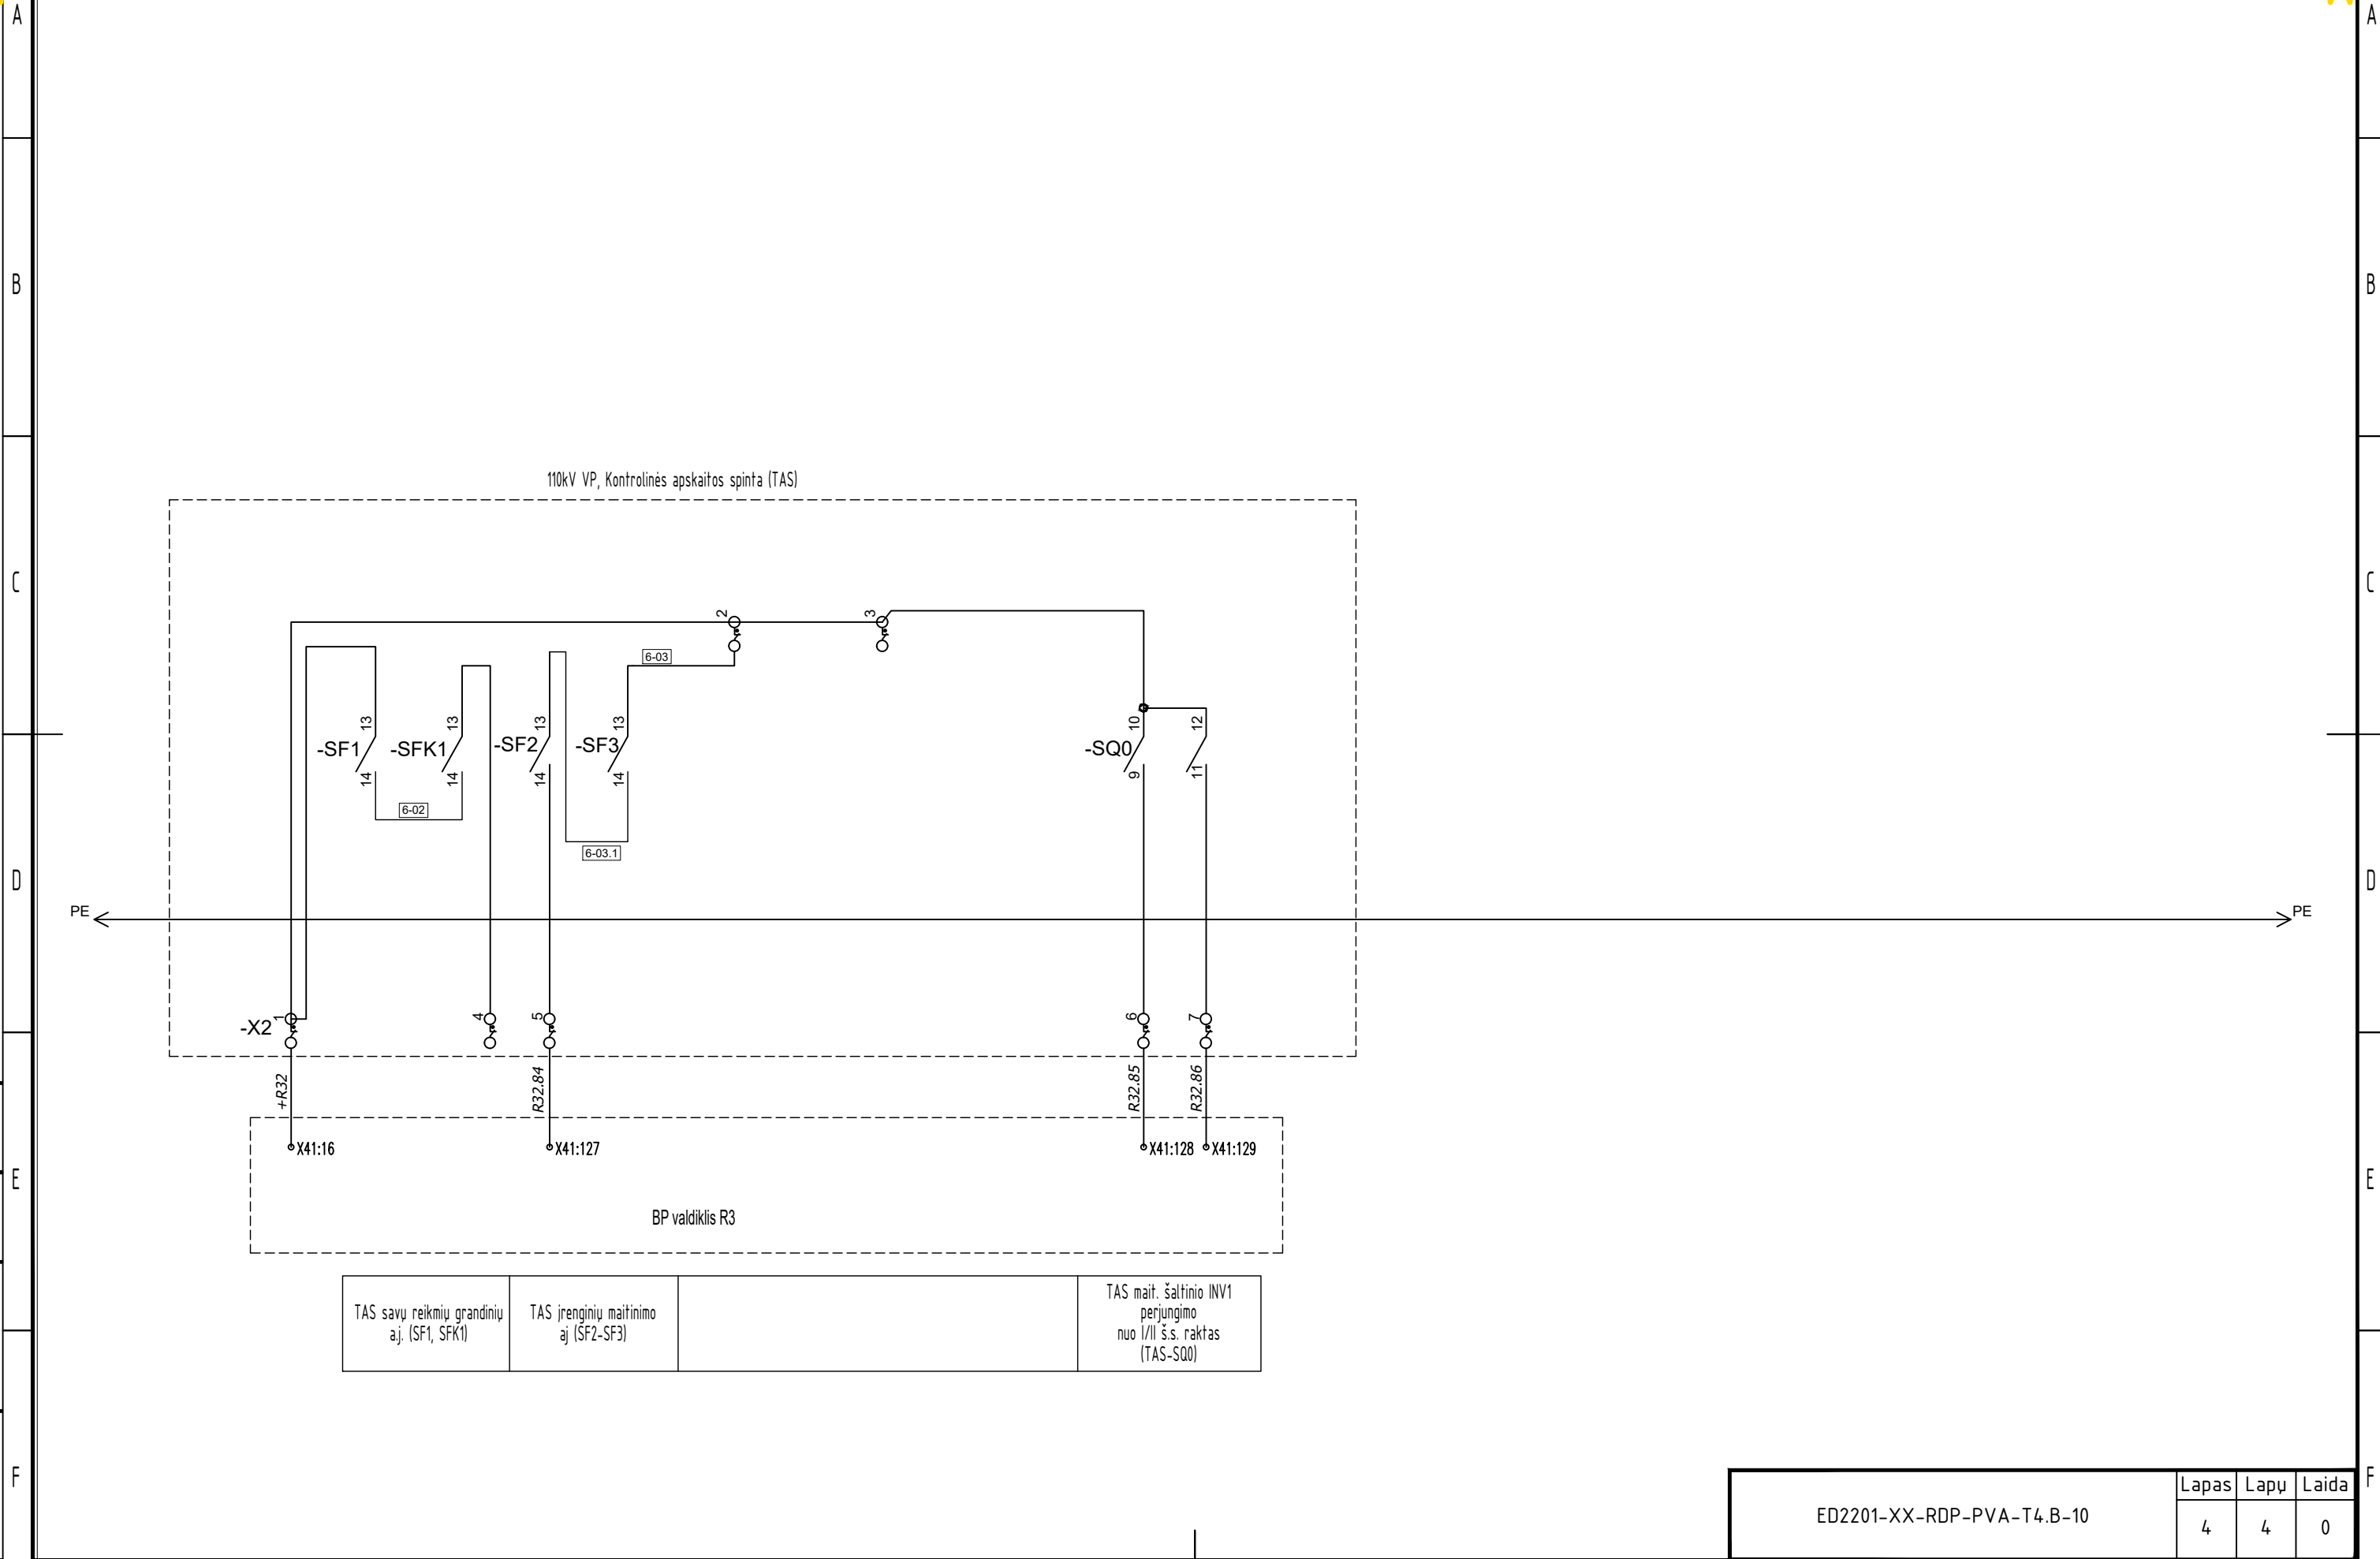 A
A
B
B
110kV VP, Kontrolinės apskaitos spinta (TAS)
C
C
2
3
6-03
13
13
13
13
10
12
-SF1
-SFK1
-SF2
-SF3
-SQ0
14
14
14
14
9
11
6-02
6-03.1
D
D
PE
PE
-X2
1
4
5
6
7
+R32
R32.84
R32.85
R32.86
X41:16
X41:127
X41:128
X41:129
E
E
BP valdiklis R3
TAS savų reikmių grandinių
a.j. (SF1, SFK1)
TAS įrenginių maitinimo
aj (SF2-SF3)
TAS mait. šaltinio INV1
perjungimo
nuo I/II š.s. raktas
(TAS-SQ0)
F
F
ED2201-XX-RDP-PVA-T4.B-10
Lapas
Lapų
Laida
4
4
0